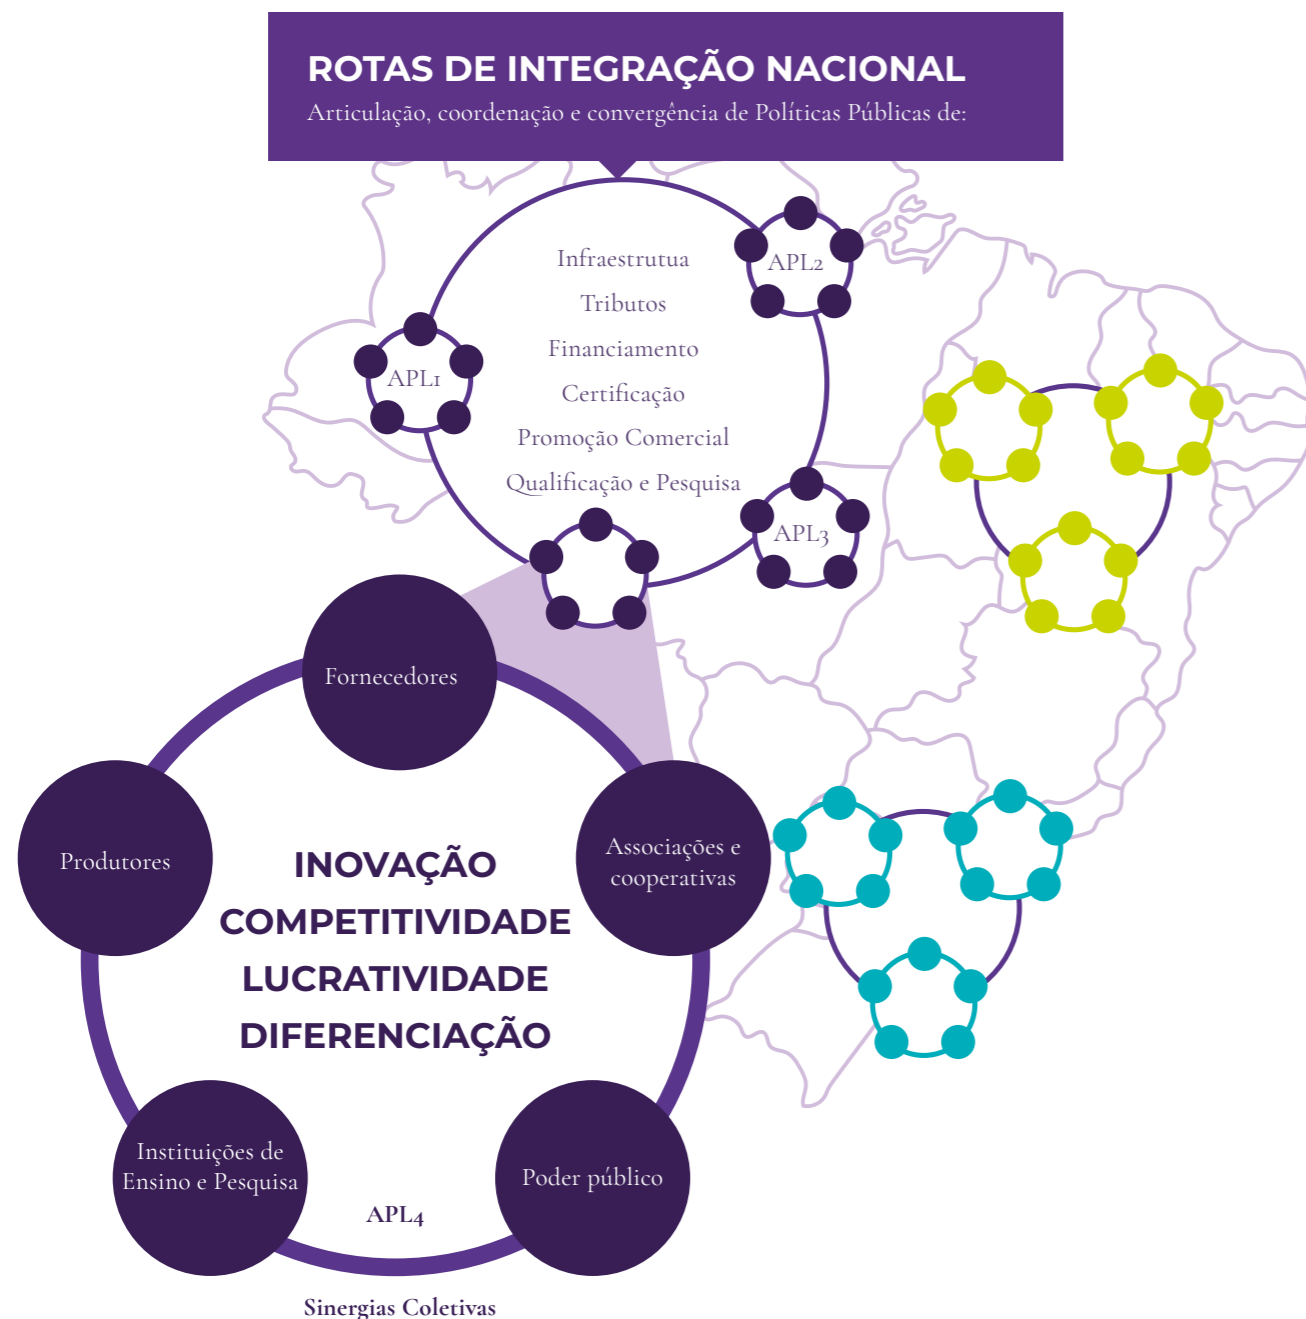 ROTAS DE INTEGRAÇÃO NACIONAL
Articulação, coordenação e convergência de Políticas Públicas de:
APL2
Infraestrutua
Tributos
Financiamento
APL1
Certificação
Promoção Comercial
Qualificação e Pesquisa
APL3
Fornecedores
Produtores
Associações e
cooperativas
INOVAÇÃO
COMPETITIVIDADE
LUCRATIVIDADE
DIFERENCIAÇÃO
Instituições de
Ensino e Pesquisa
Poder público
APL4
Sinergias Coletivas